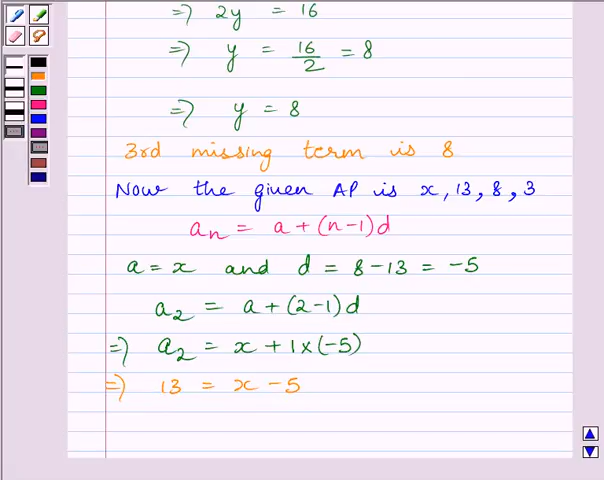 => 2y = 16
=> y = 16/2 = 8
=> y = 8
3rd missing term is 8
Now the given AP is x, 13, 8, 3
aₙ = a + (n-1)d
a = x and d = 8-13 = -5
a₂ = a + (2-1)d
=> a₂ = x + 1×(-5)
=> 13 = x - 5